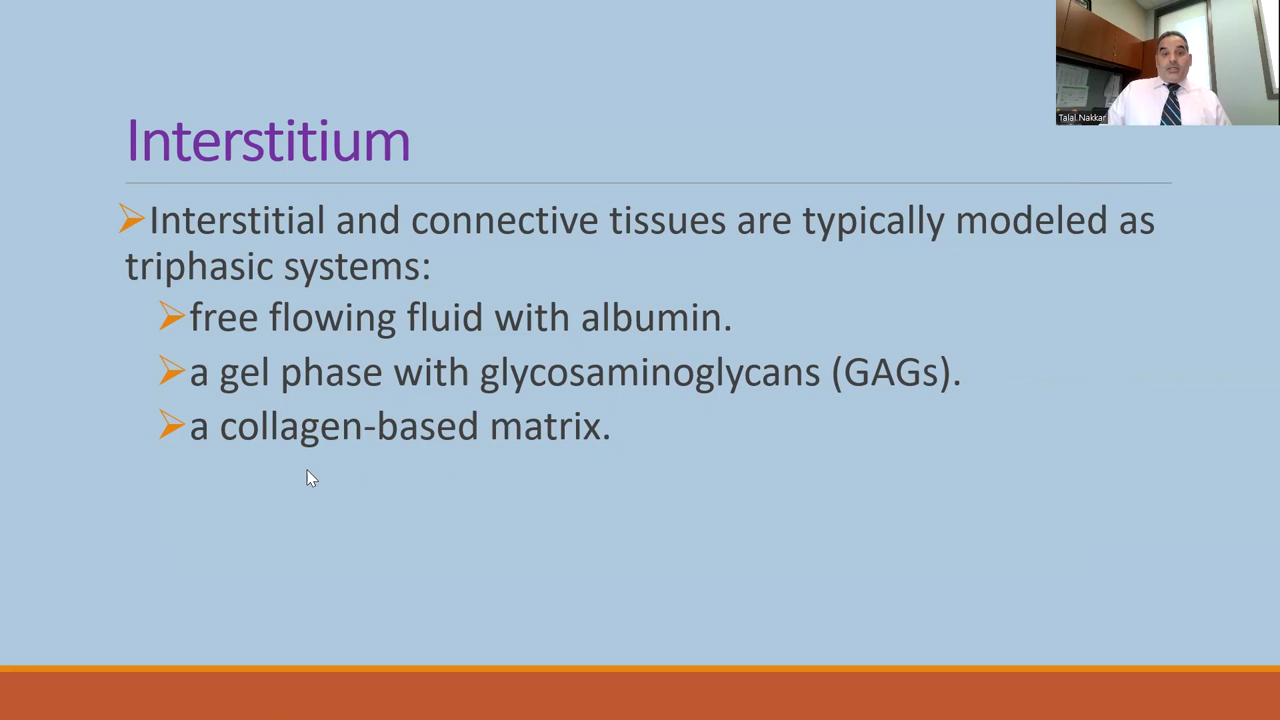 Talal Nakkar
Interstitium
Interstitial and connective tissues are typically modeled as
triphasic systems:
free flowing fluid with albumin.
a gel phase with glycosaminoglycans (GAGs).
a collagen-based matrix.